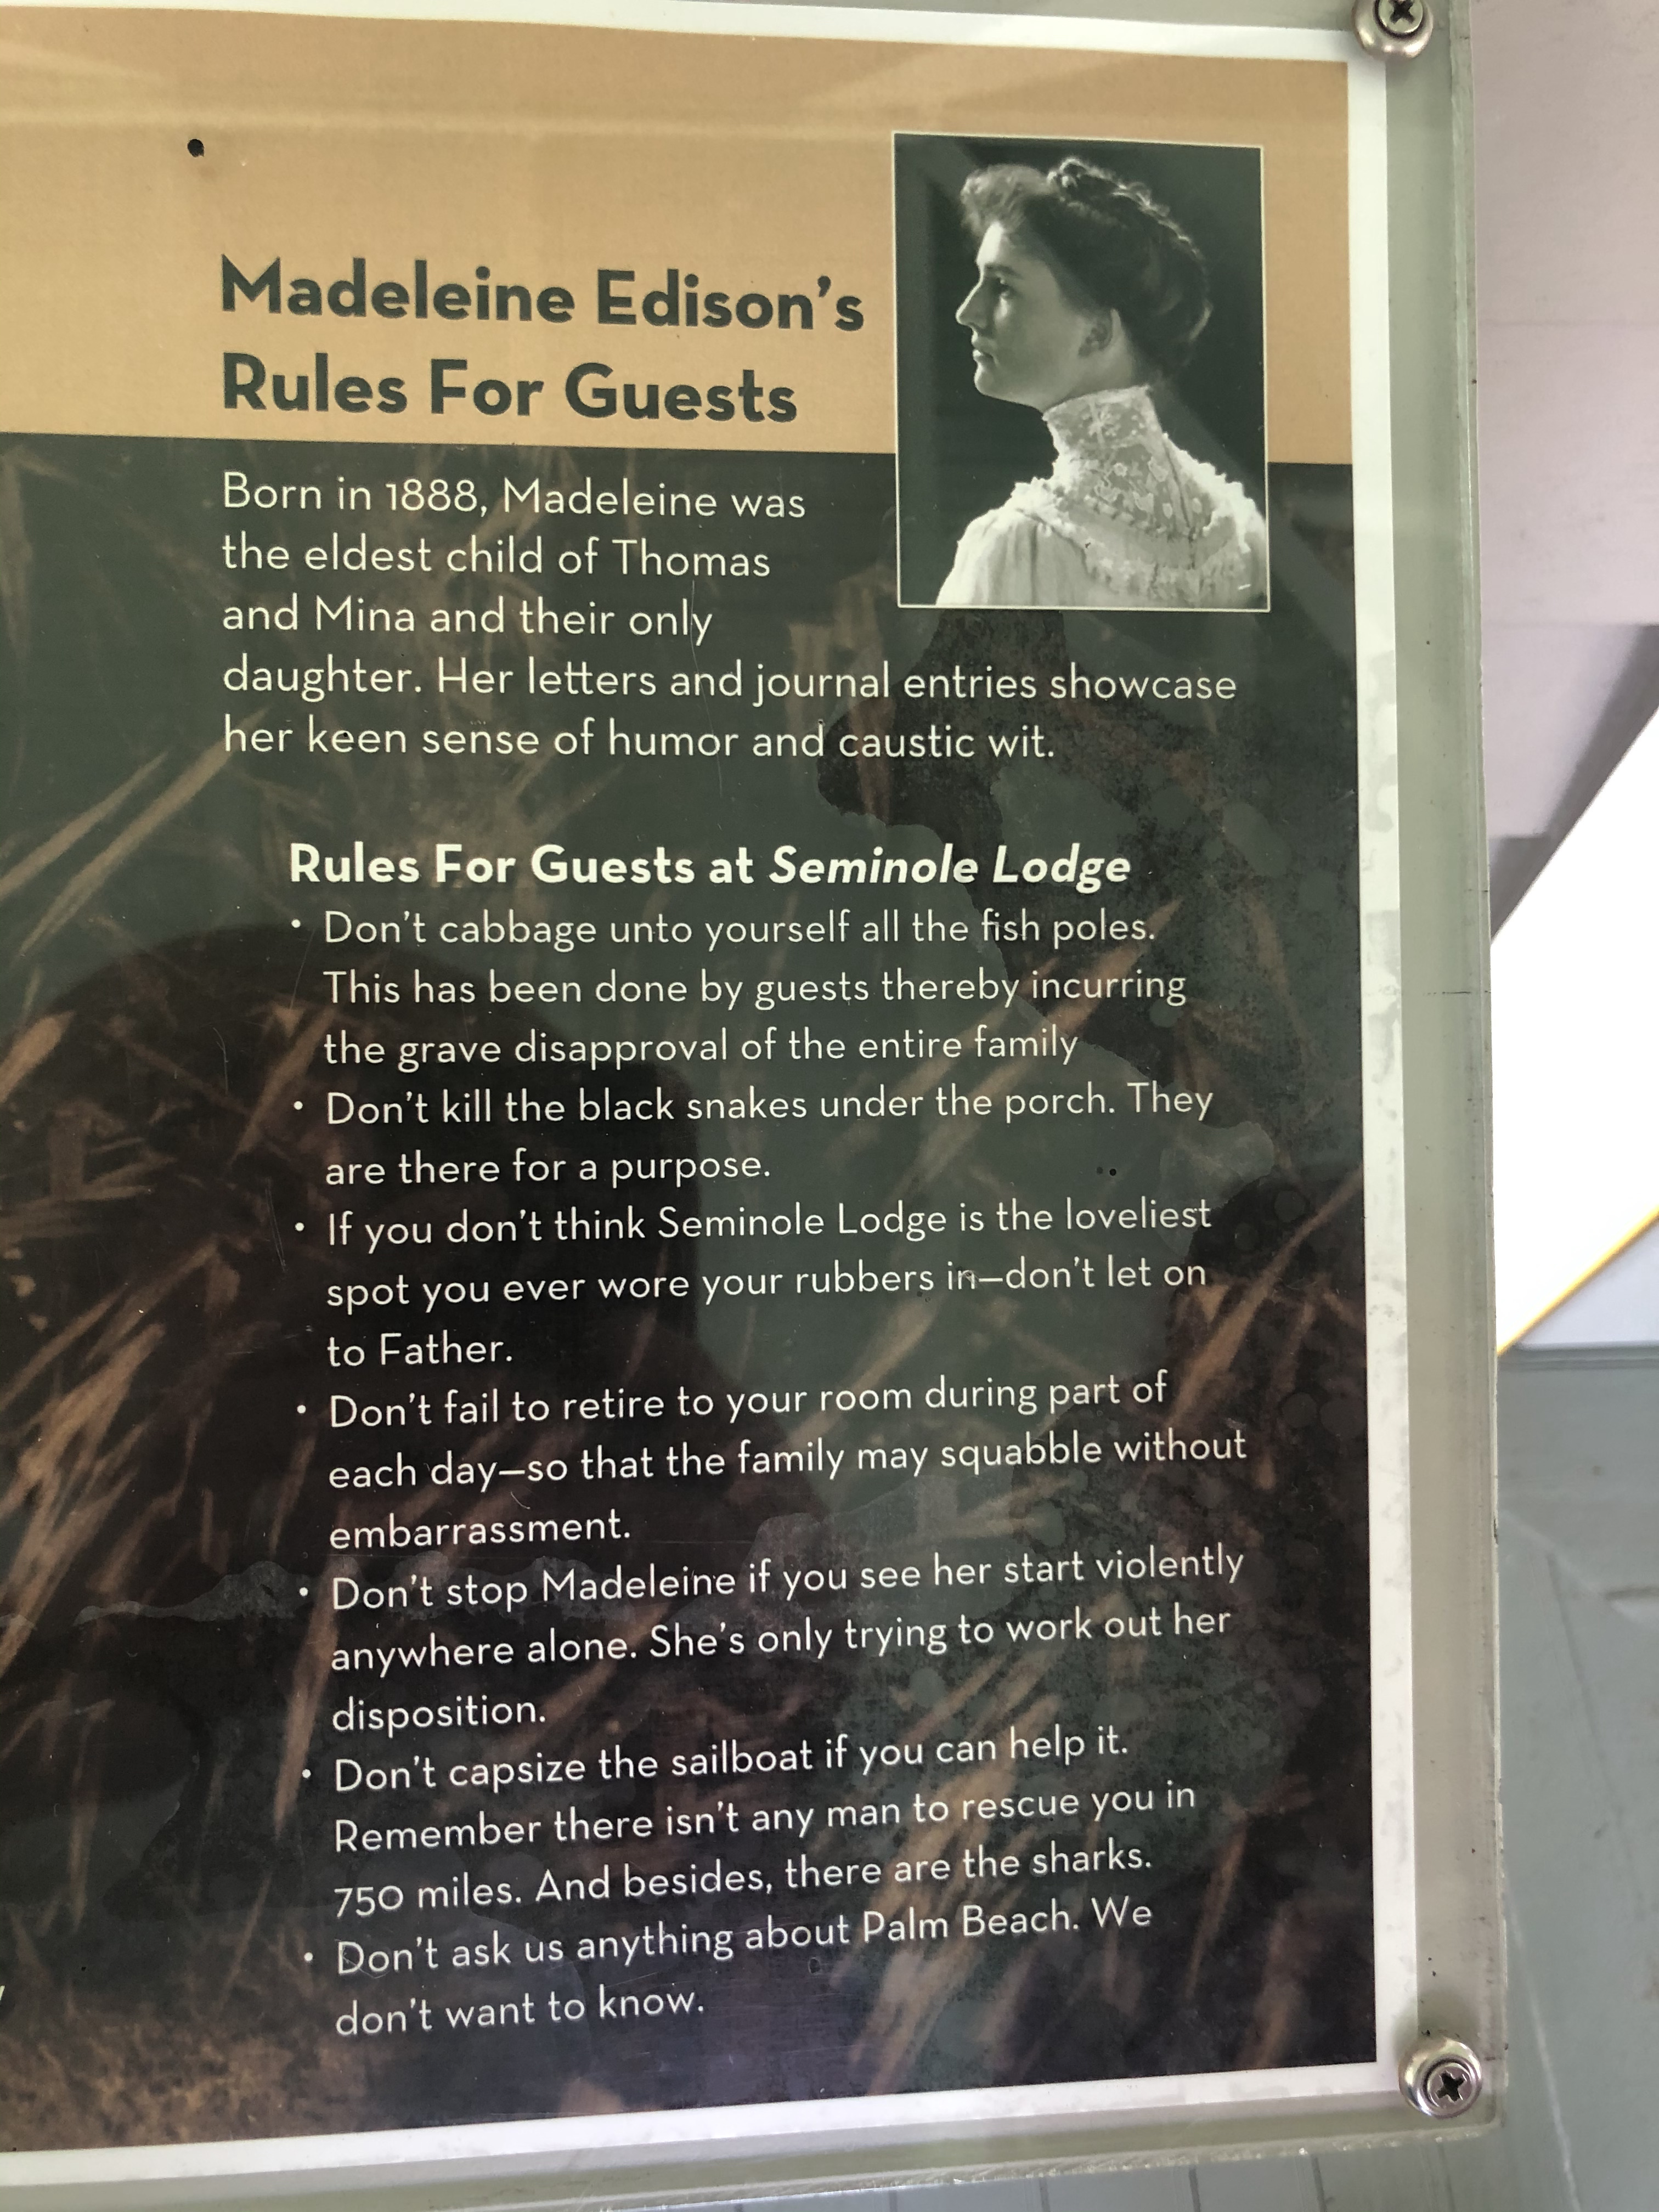 Madeleine Edison's
Rules For Guests
Born in 1888, Madeleine was
the eldest child of Thomas
and Mina and their only
daughter. Her letters and journal entries showcase
her keen sense of humor and caustic wit.
Rules For Guests at Seminole Lodge
• Don't cabbage unto yourself all the fish poles.
This has been done by guests thereby incurring
the grave disapproval of the entire family
• Don't kill the black snakes under the porch. They
are there for a purpose.
• If you don't think Seminole Lodge is the loveliest
spot you ever wore your rubbers in—don't let on
to Father.
• Don't fail to retire to your room during part of
each day—so that the family may squabble without
embarrassment.
• Don't stop Madeleine if you see her start violently
anywhere alone. She's only trying to work out her
disposition.
• Don't capsize the sailboat if you can help it.
Remember there isn't any man to rescue you in
750 miles. And besides, there are the sharks.
• Don't ask us anything about Palm Beach. We
don't want to know.